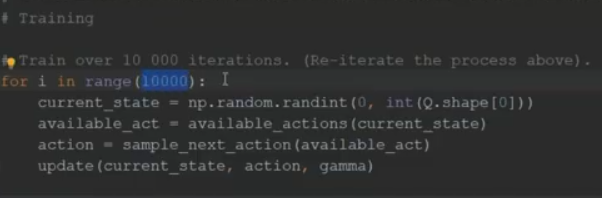 # Training
# Train over 10 000 iterations. (Re-iterate the process above).
for i in range(10000):
    current_state = np.random.randint(0, int(Q.shape[0]))
    available_act = available_actions(current_state)
    action = sample_next_action(available_act)
    update(current_state, action, gamma)